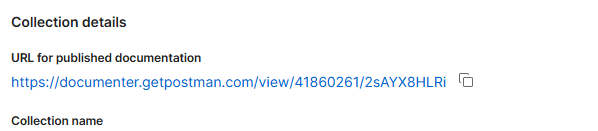 Collection details
URL for published documentation
https://documenter.getpostman.com/view/41860261/2sAYX8HLRi
Collection name